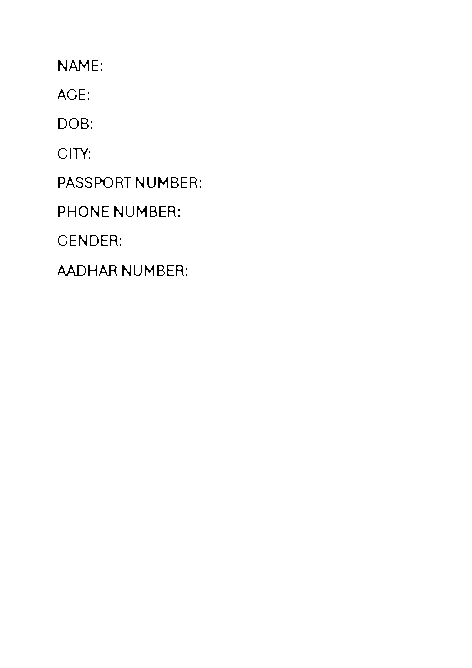 NAME:
AGE:
DOB:
CITY:
PASSPORT NUMBER:
PHONE NUMBER:
GENDER:
AADHAR NUMBER: